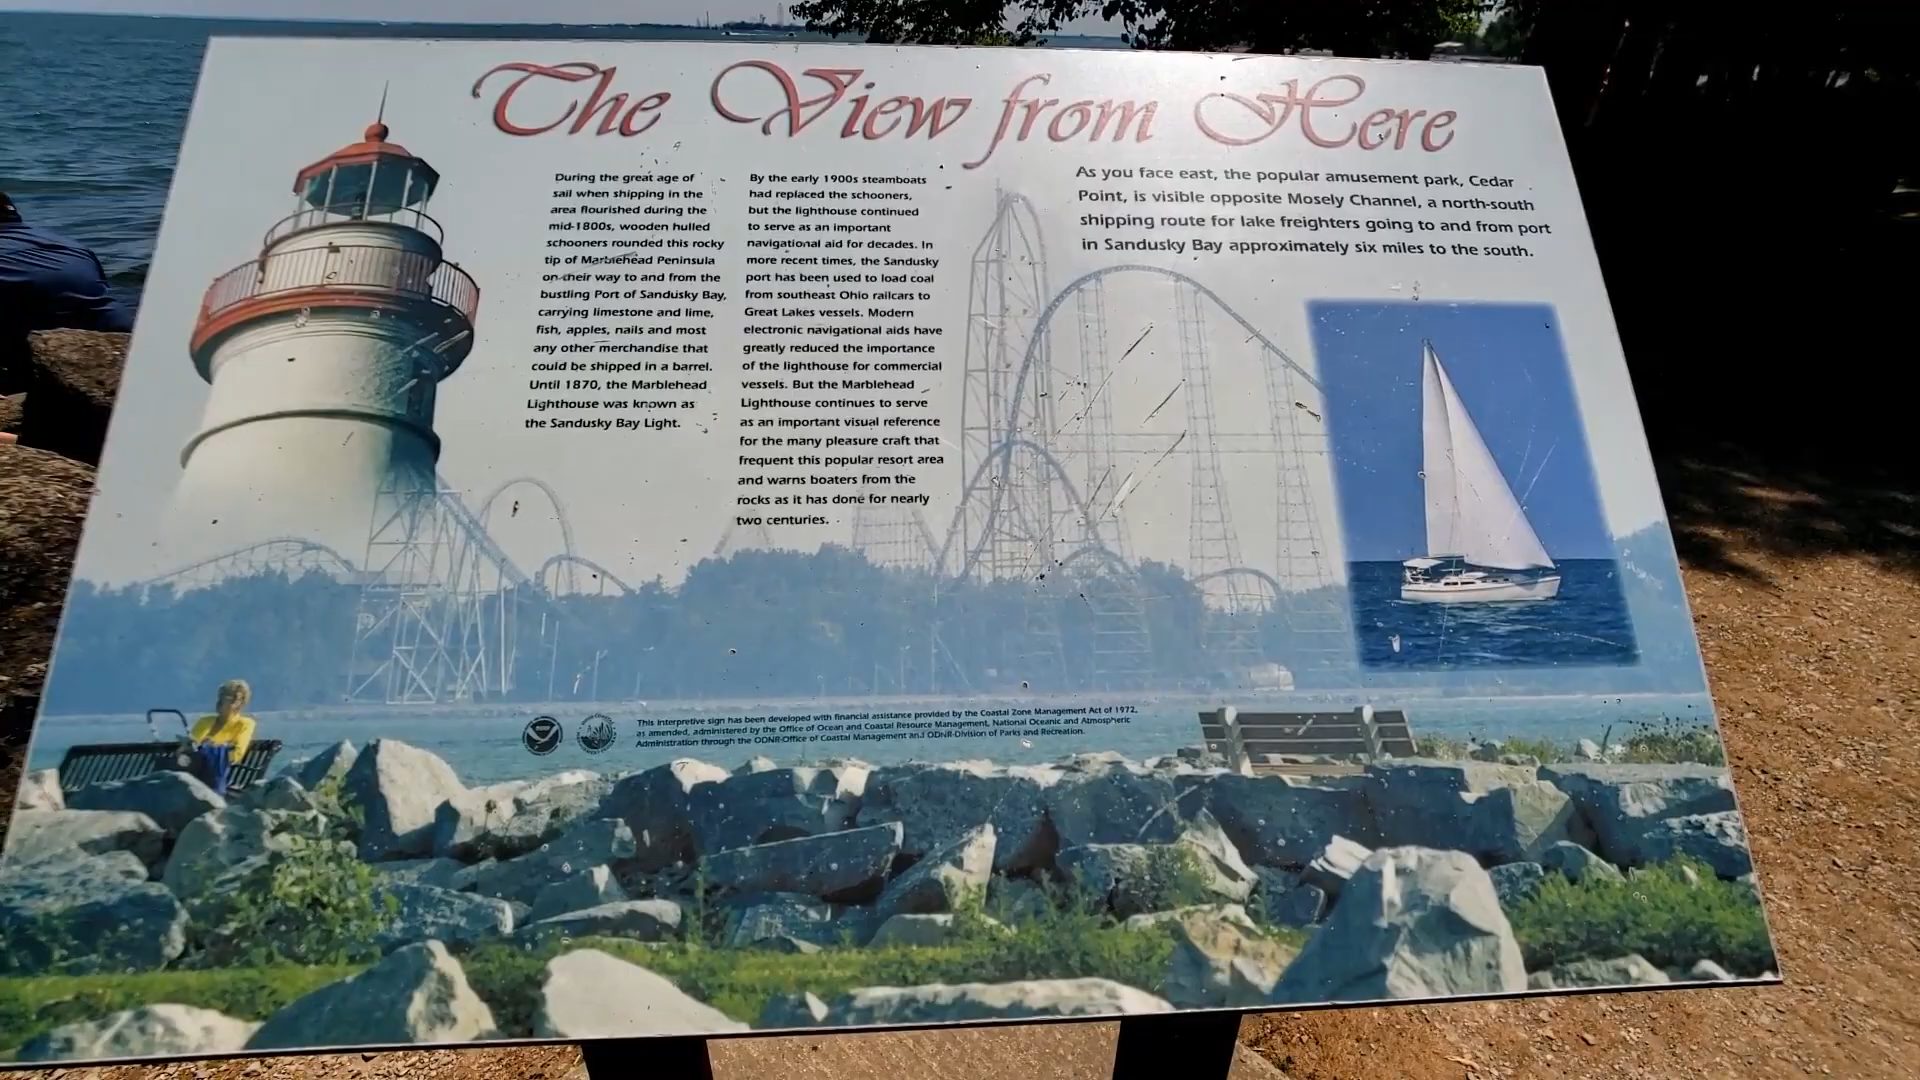 The View from Here
During the great age of
sail when shipping in the
area flourished during the
mid-1800s, wooden hulled
schooners rounded this rocky
tip of Marblehead Peninsula
on their way to and from the
bustling Port of Sandusky Bay,
carrying limestone and lime,
fish, apples, nails and most
any other merchandise that
could be shipped in a barrel.
Until 1870, the Marblehead
Lighthouse was known as
the Sandusky Bay Light.
By the early 1900s steamboats
had replaced the schooners,
but the lighthouse continued
to serve as an important
navigational aid for decades. In
more recent times, the Sandusky
port has been used to load coal
from southeast Ohio railcars to
Great Lakes vessels. Modern
electronic navigational aids have
greatly reduced the importance
of the lighthouse for commercial
vessels. But the Marblehead
Lighthouse continues to serve
as an important visual reference
for the many pleasure craft that
frequent this popular resort area
and warns boaters from the
rocks as it has done for nearly
two centuries.
As you face east, the popular amusement park, Cedar
Point, is visible opposite Mosely Channel, a north-south
shipping route for lake freighters going to and from port
in Sandusky Bay approximately six miles to the south.
This interpretive sign has been developed with financial assistance provided by the Coastal Zone Management Act of 1972,
as amended, administered by the Office of Ocean and Coastal Resource Management, National Oceanic and Atmospheric
Administration through the ODNR-Office of Coastal Management and ODNR-Division of Parks and Recreation.